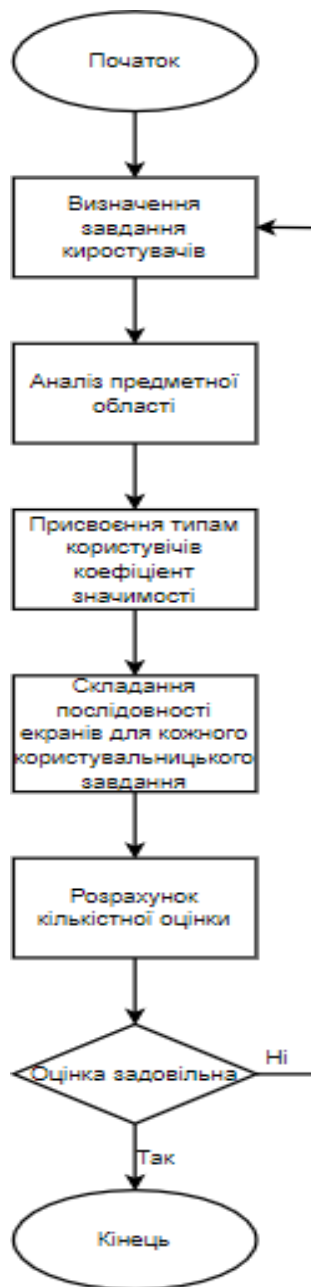 Початок
Визначення
завдання
киростувачів
Аналіз предметної
області
Присвоєння типам
користувічів
коефіцієнт
значимості
Складання
послідовності
екранів для кожного
користувальницького
завдання
Розрахунок
кількістної оцінки
Оцінка задовільна
Ні
Так
Кінець